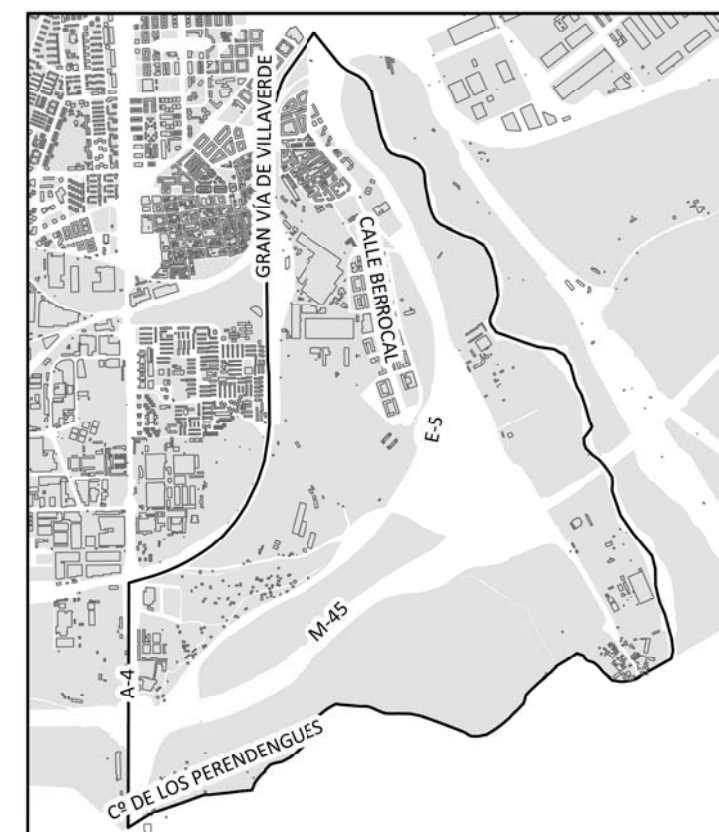 GRAN VÍA DE VILLAVERDE
CALLE BERROCAL
E-5
M-45
A-4
Cº DE LOS PERENDENGUES